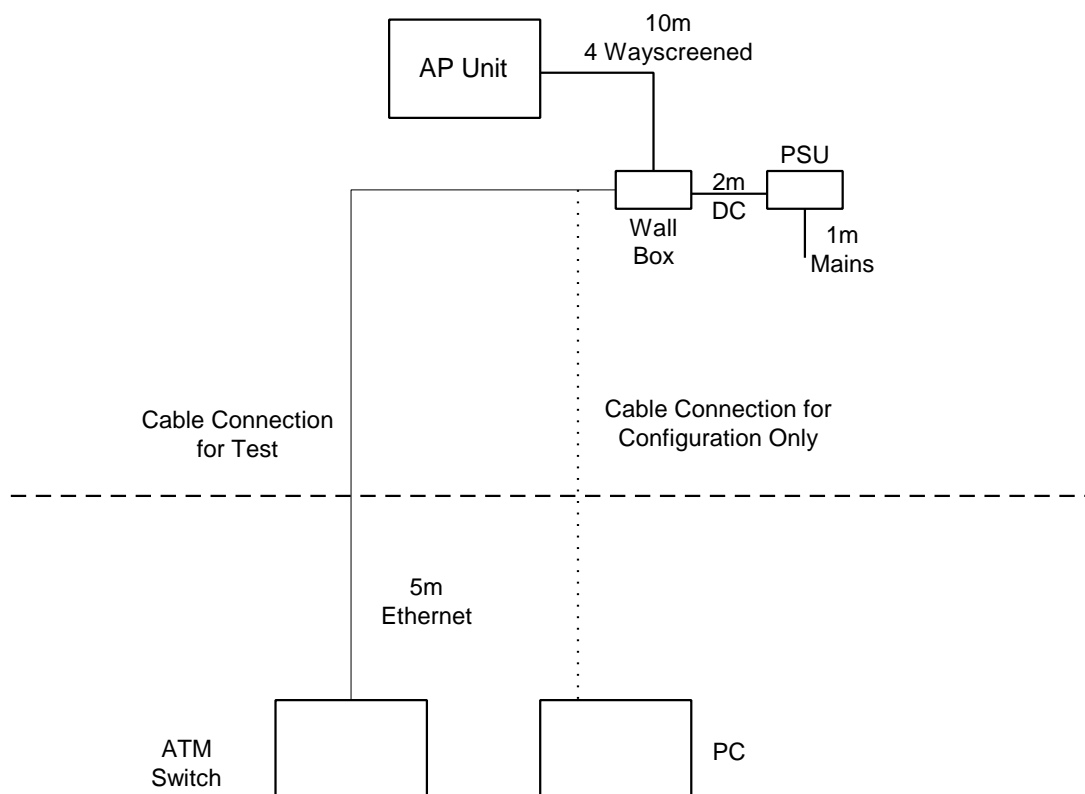 10m
4 Wayscreened
AP Unit
PSU
2m
DC
Wall
Box
1m
Mains
Cable Connection
for Test
Cable Connection for
Configuration Only
5m
Ethernet
ATM
Switch
PC